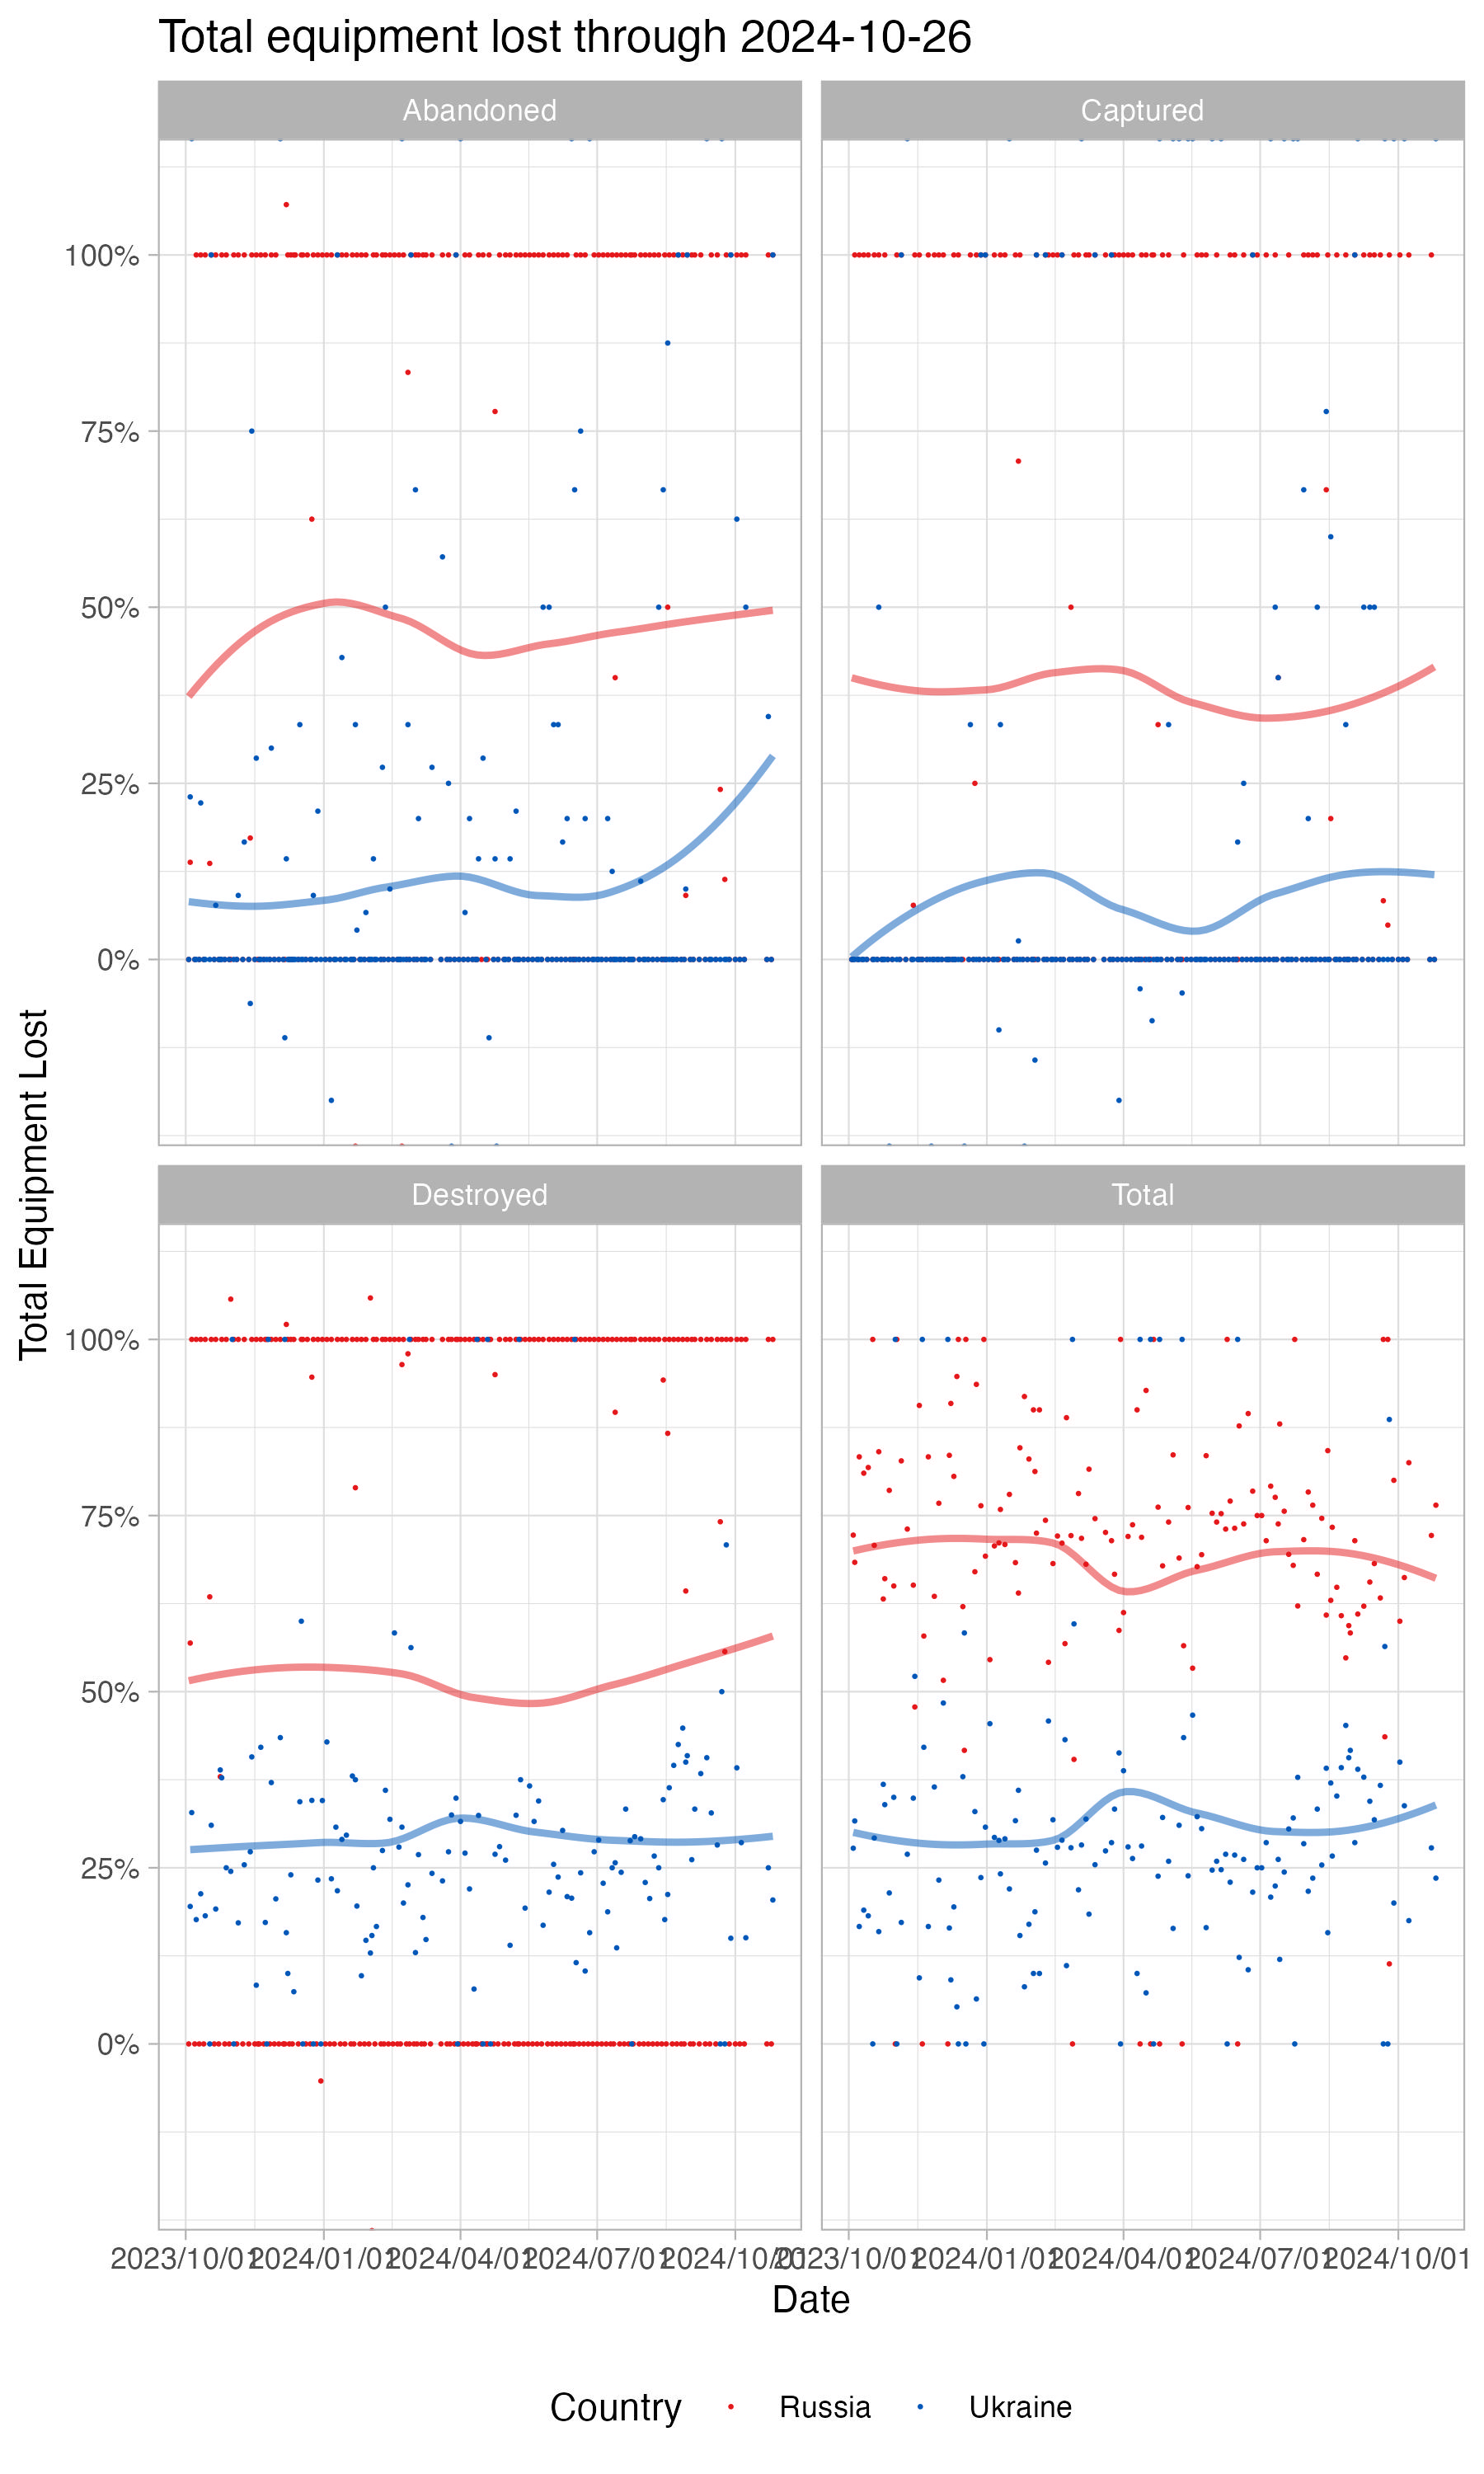 Total equipment lost through 2024-10-26
Abandoned
Captured
100%
75%
50%
25%
0%
Destroyed
Total
100%
75%
50%
25%
0%
Total Equipment Lost
2023/10/01 2024/01/01 2024/04/01 2024/07/01 2024/10/01 2023/10/01 2024/01/01 2024/04/01 2024/07/01 2024/10/01
Date
Country Russia Ukraine